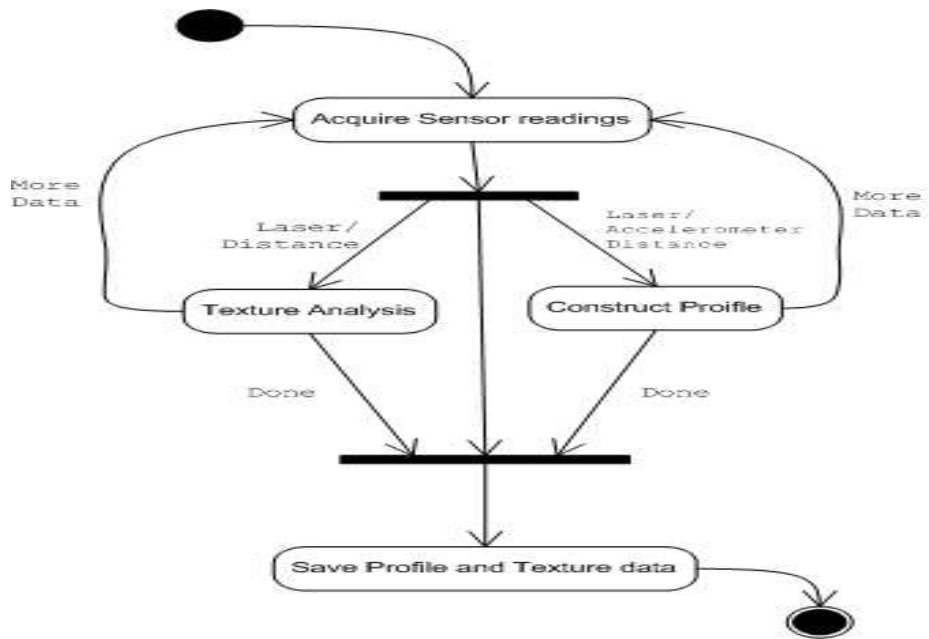 Acquire Sensor readings
More
Data
More
Data
Laser/
Distance
Laser/
Accelerometer
Distance
Texture Analysis
Construct Proifle
Done
Done
Save Profile and Texture data